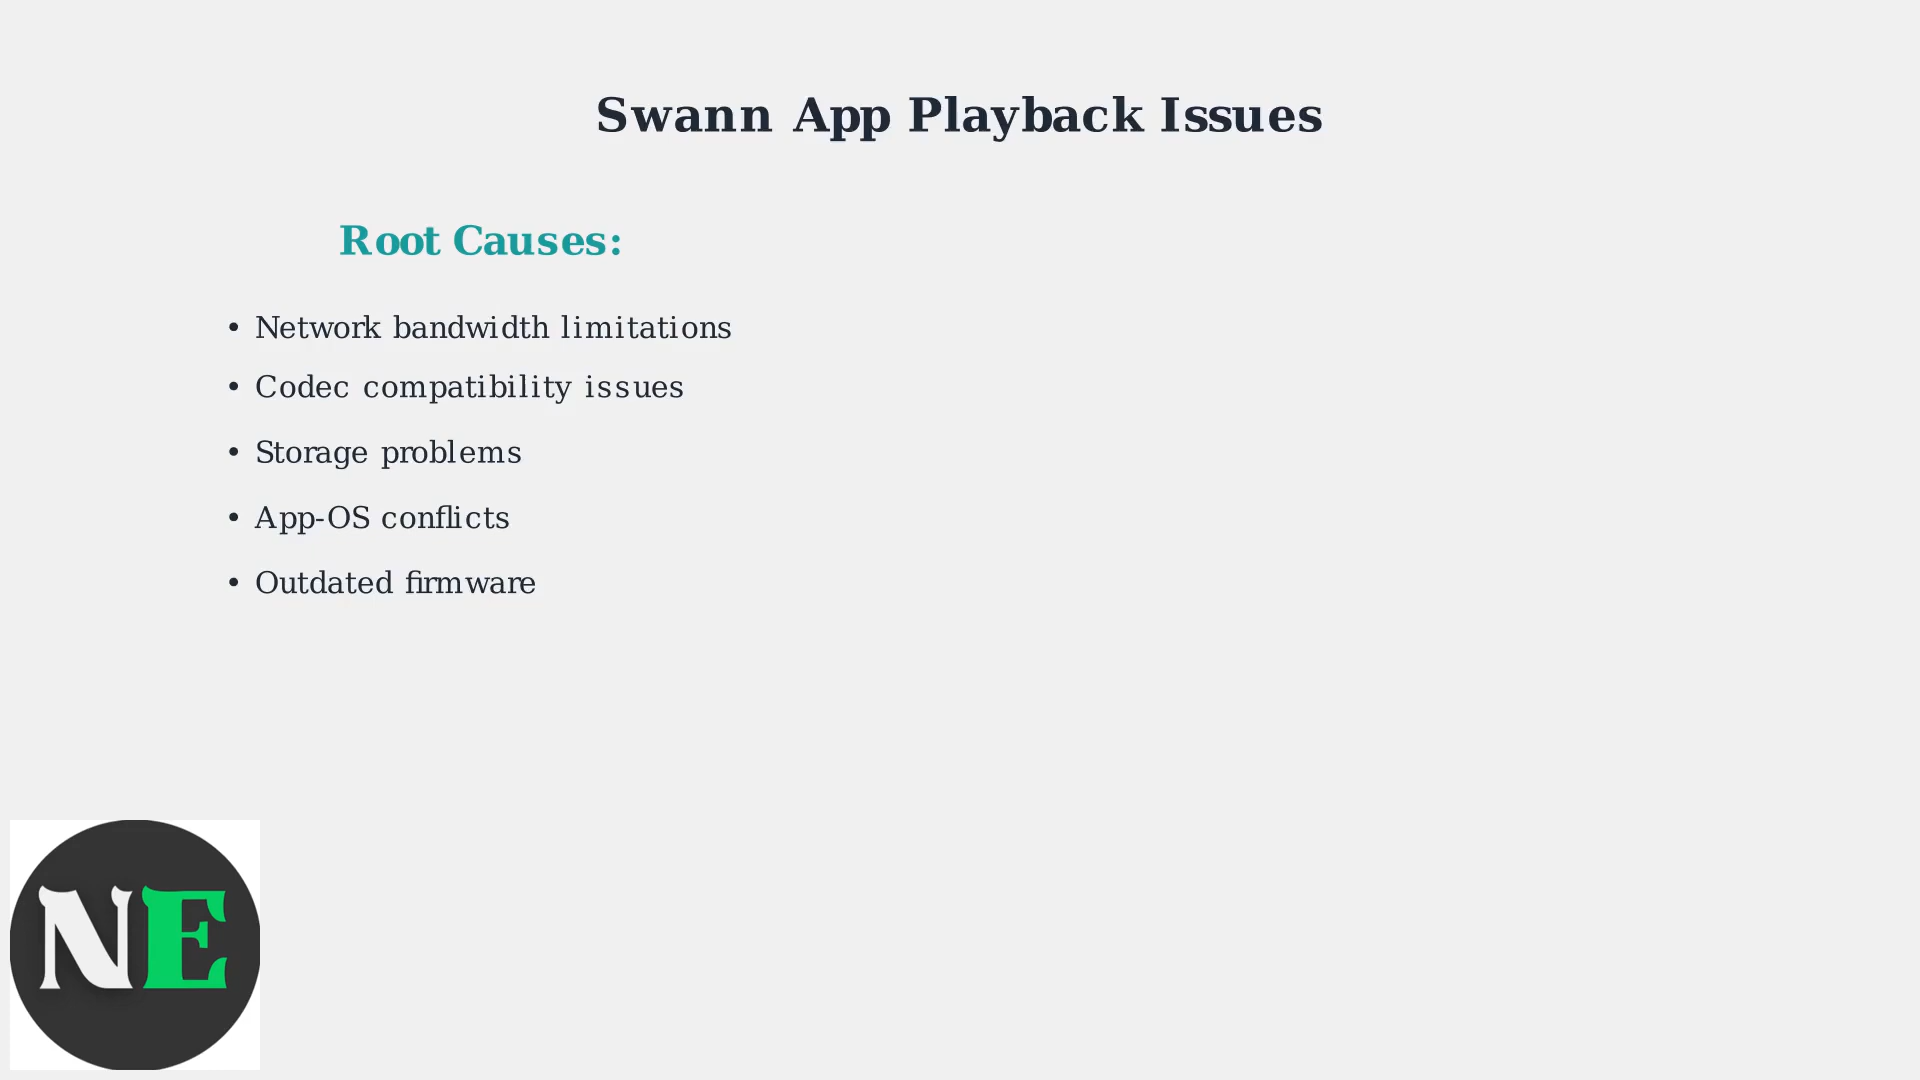 Swann App Playback Issues
Root Causes:
• Network bandwidth limitations
• Codec compatibility issues
• Storage problems
• App-OS conflicts
• Outdated firmware
NE